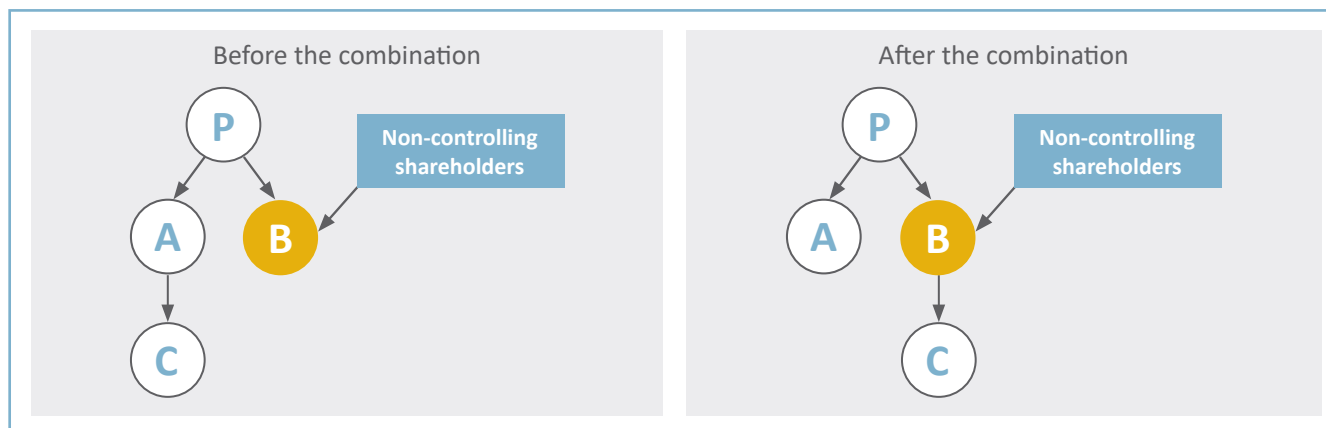 Before the combination
P
Non-controlling
shareholders
A
B
C
After the combination
P
Non-controlling
shareholders
A
B
C